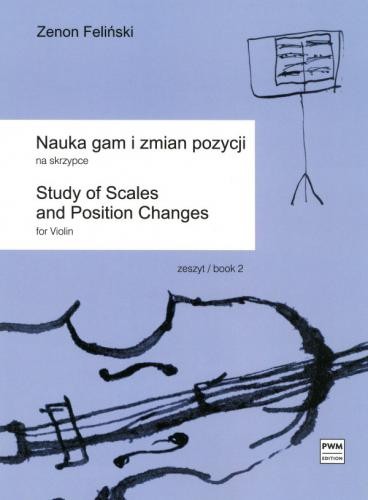 Zenon Feliński
Nauka gam i zmian pozycji
na skrzypce
Study of Scales
and Position Changes
for Violin
zeszyt / book 2
PWM
EDITION